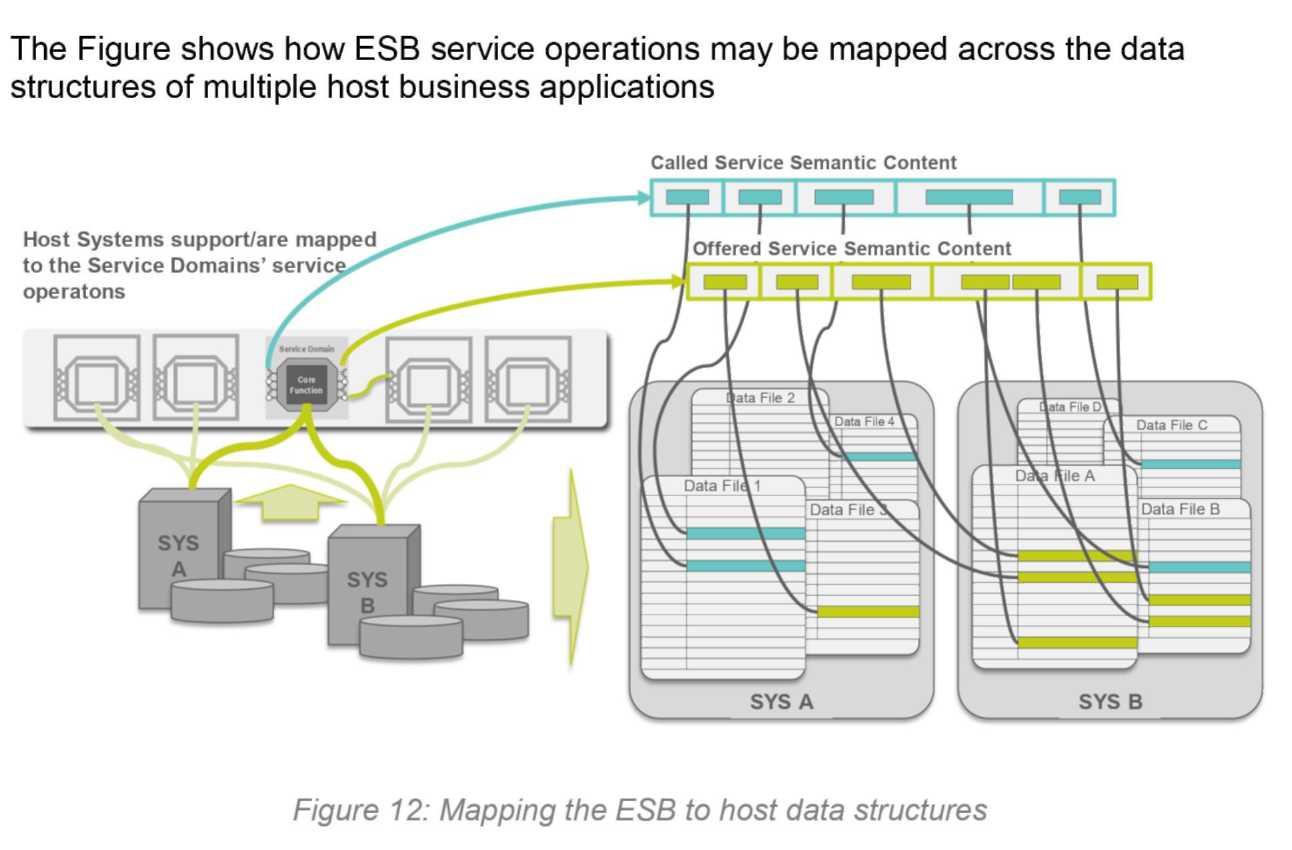 The Figure shows how ESB service operations may be mapped across the data
structures of multiple host business applications
Called Service Semantic Content
Host Systems support/are mapped
to the Service Domains' service
operatons
Offered Service Semantic Content
Service Domain
Core
Function
SYS
A
SYS
B
Data File 2
Data File 4
Data File 1
Data File 3
SYS A
Data File D
Data File C
Data File A
Data File B
SYS B
Figure 12: Mapping the ESB to host data structures